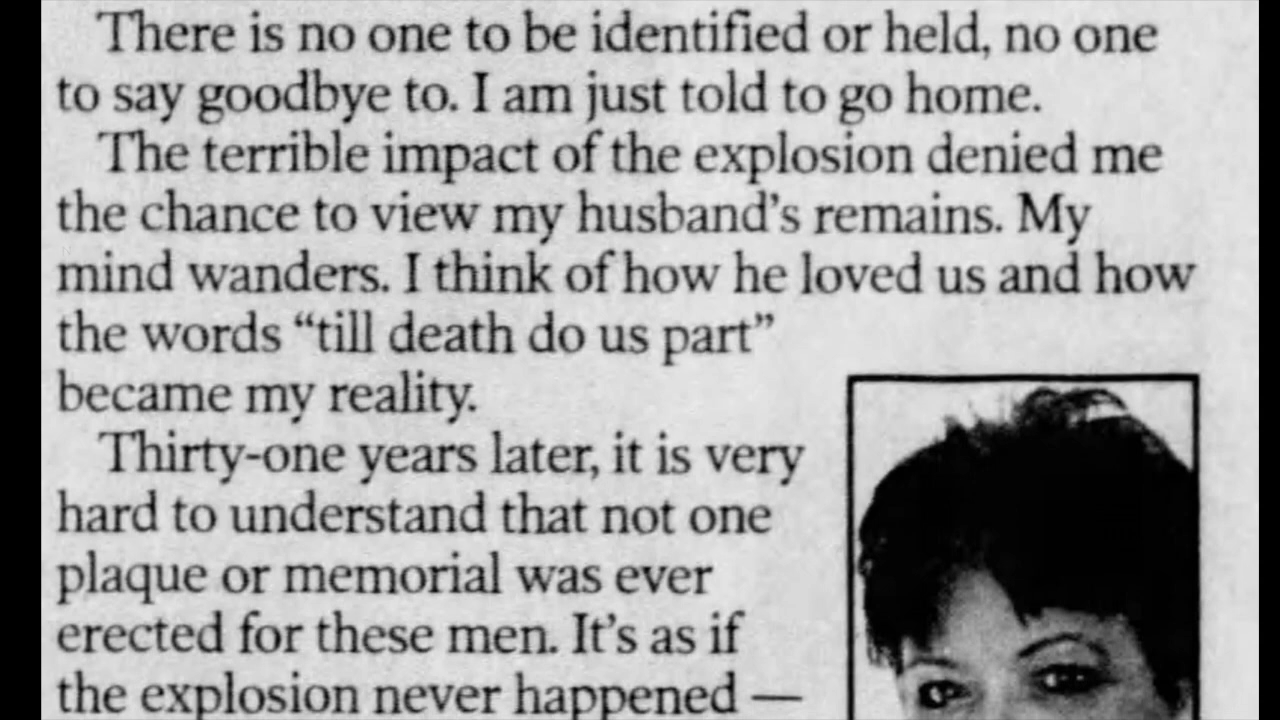 There is no one to be identified or held, no one
to say goodbye to. I am just told to go home.
The terrible impact of the explosion denied me
the chance to view my husband's remains. My
mind wanders. I think of how he loved us and how
the words “till death do us part”
became my reality.
Thirty-one years later, it is very
hard to understand that not one
plaque or memorial was ever
erected for these men. It's as if
the explosion never happened —